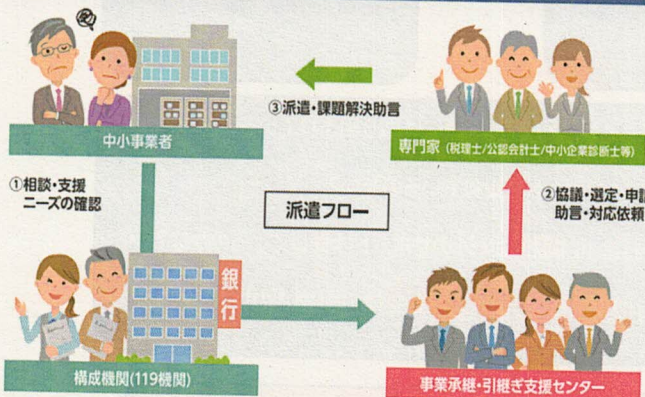 ③派遣・課題解決助言
中小事業者
専門家(税理士/公認会計士/中小企業診断士等)
①相談・支援
ニーズの確認
派遣フロー
②協議・選定・申請
助言・対応依頼
銀行
構成機関(119機関)
事業承継・引継ぎ支援センター